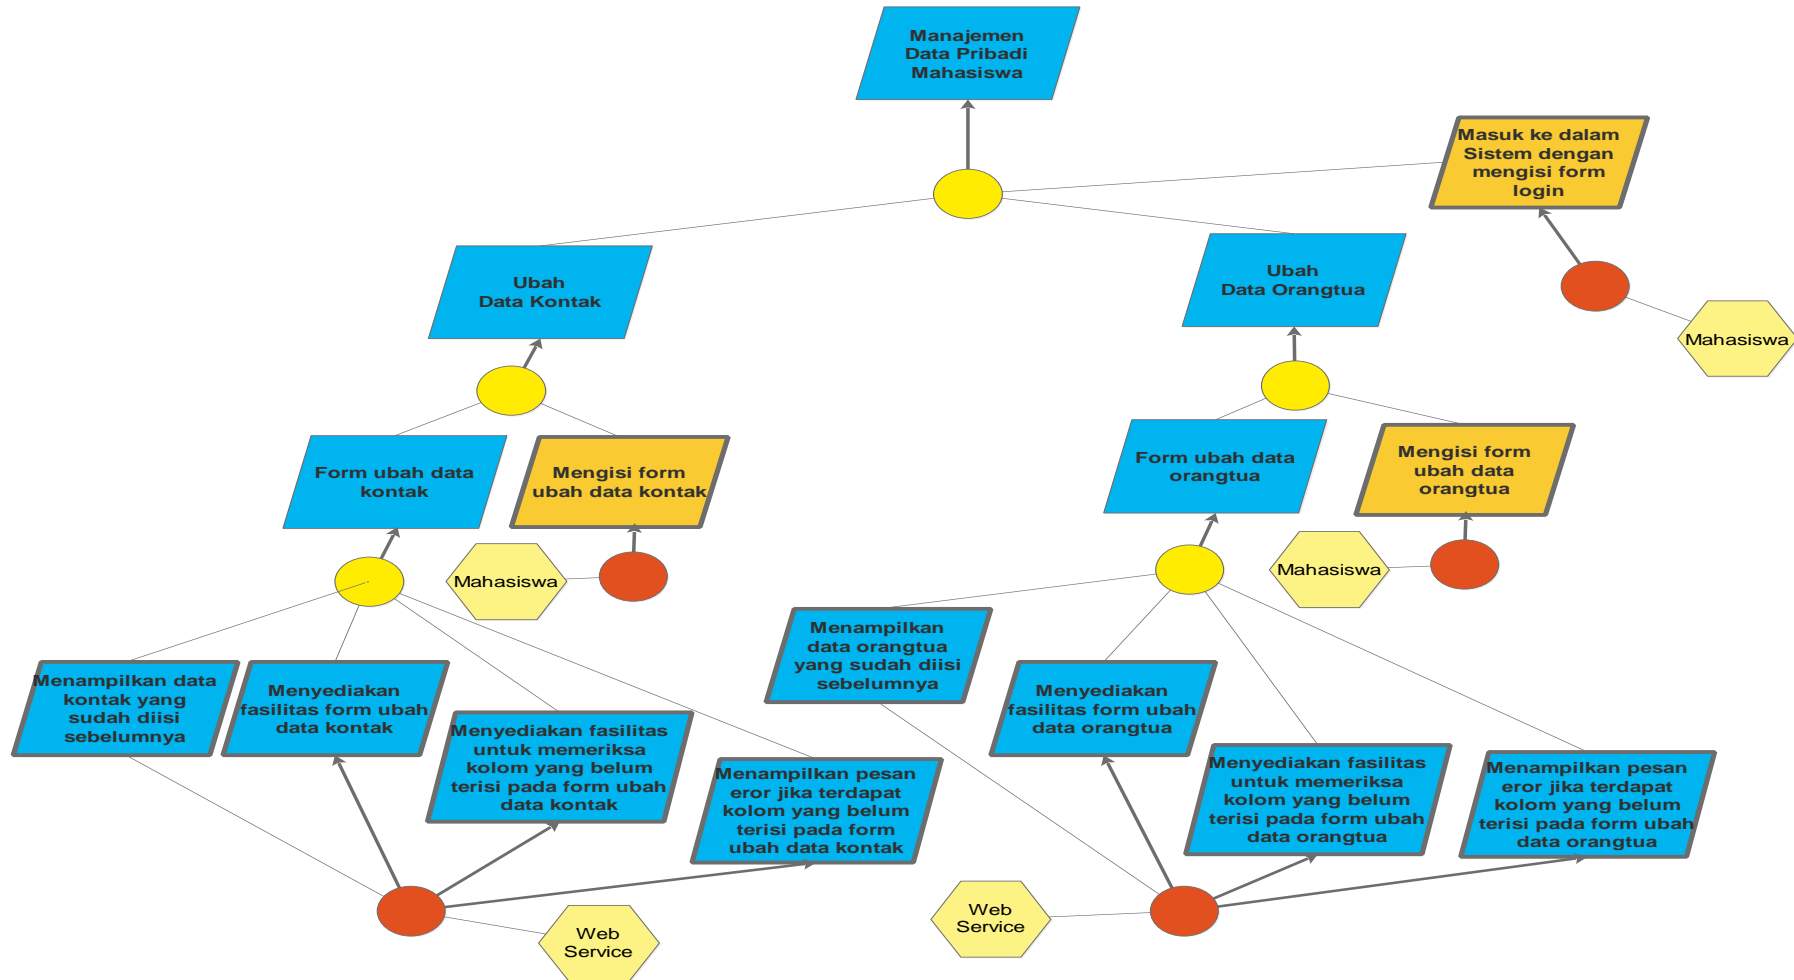 Manajemen
Data Pribadi
Mahasiswa
Masuk ke dalam
Sistem dengan
mengisi form
login
Mahasiswa
Ubah
Data Kontak
Ubah
Data Orangtua
Form ubah data
kontak
Mengisi form
ubah data kontak
Form ubah data
orangtua
Mengisi form
ubah data
orangtua
Mahasiswa
Mahasiswa
Menampilkan data
kontak yang
sudah diisi
sebelumnya
Menyediakan
fasilitas form ubah
data kontak
Menyediakan fasilitas
untuk memeriksa
kolom yang belum
terisi pada form ubah
data kontak
Menampilkan pesan
eror jika terdapat
kolom yang belum
terisi pada form
ubah data kontak
Menampilkan
data orangtua
yang sudah diisi
sebelumnya
Menyediakan
fasilitas form ubah
data orangtua
Menyediakan fasilitas
untuk memeriksa
kolom yang belum
terisi pada form ubah
data orangtua
Menampilkan pesan
eror jika terdapat
kolom yang belum
terisi pada form ubah
data orangtua
Web
Service
Web
Service